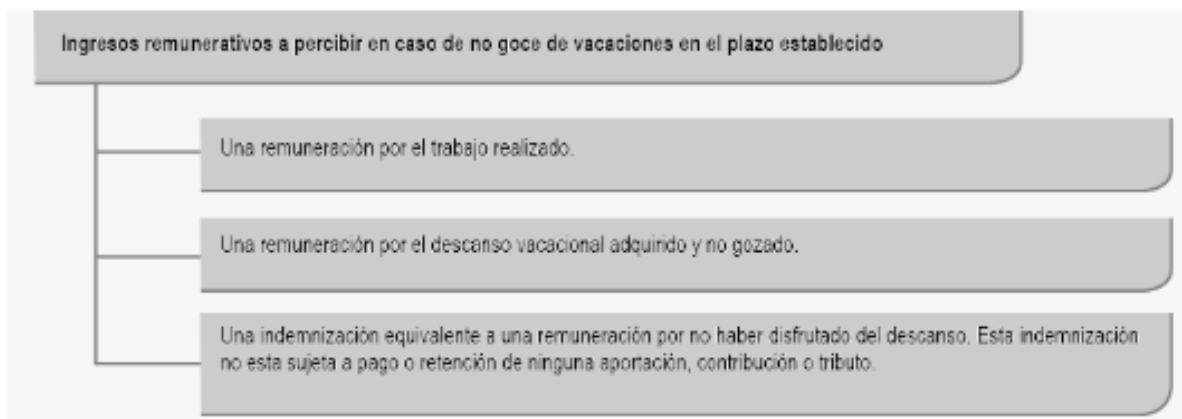 Ingresos remunerativos a percibir en caso de no goce de vacaciones en el plazo establecido
Una remuneración por el trabajo realizado.
Una remuneración por el descanso vacacional adquirido y no gozado.
Una indemnización equivalente a una remuneración por no haber disfrutado del descanso. Esta indemnización
no esta sujeta a pago o retención de ninguna aportación, contribución o tributo.